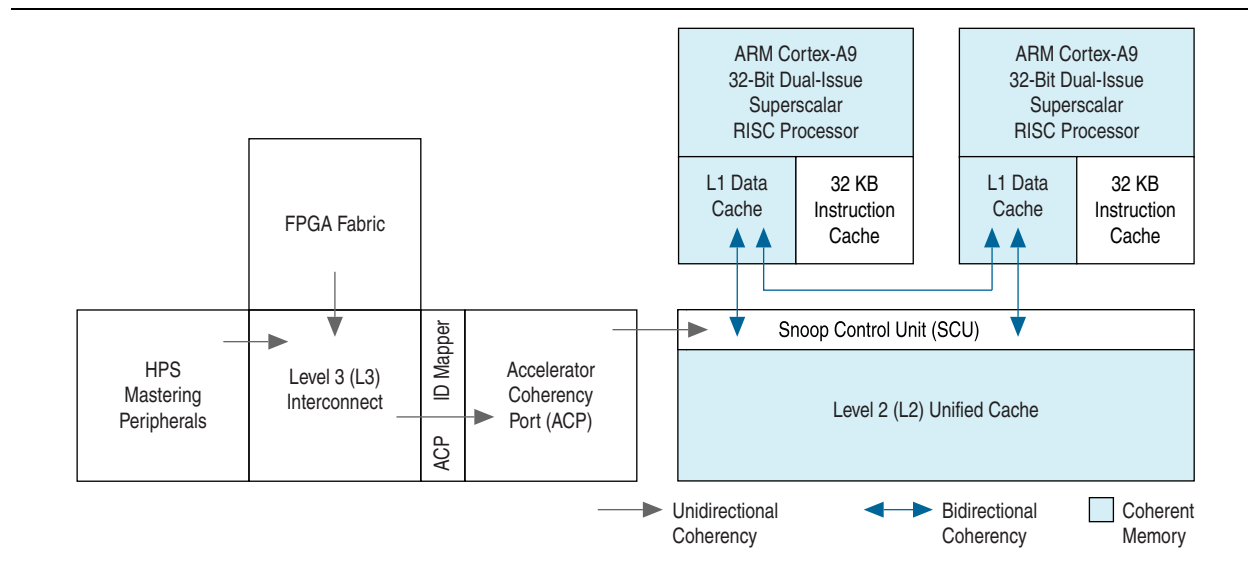 ARM Cortex-A9
32-Bit Dual-Issue
Superscalar
RISC Processor
L1 Data
Cache
32 KB
Instruction
Cache
ARM Cortex-A9
32-Bit Dual-Issue
Superscalar
RISC Processor
L1 Data
Cache
32 KB
Instruction
Cache
FPGA Fabric
HPS
Mastering
Peripherals
Level 3 (L3)
Interconnect
ACP ID Mapper
Accelerator
Coherency
Port (ACP)
Snoop Control Unit (SCU)
Level 2 (L2) Unified Cache
Unidirectional
Coherency
Bidirectional
Coherency
Coherent
Memory